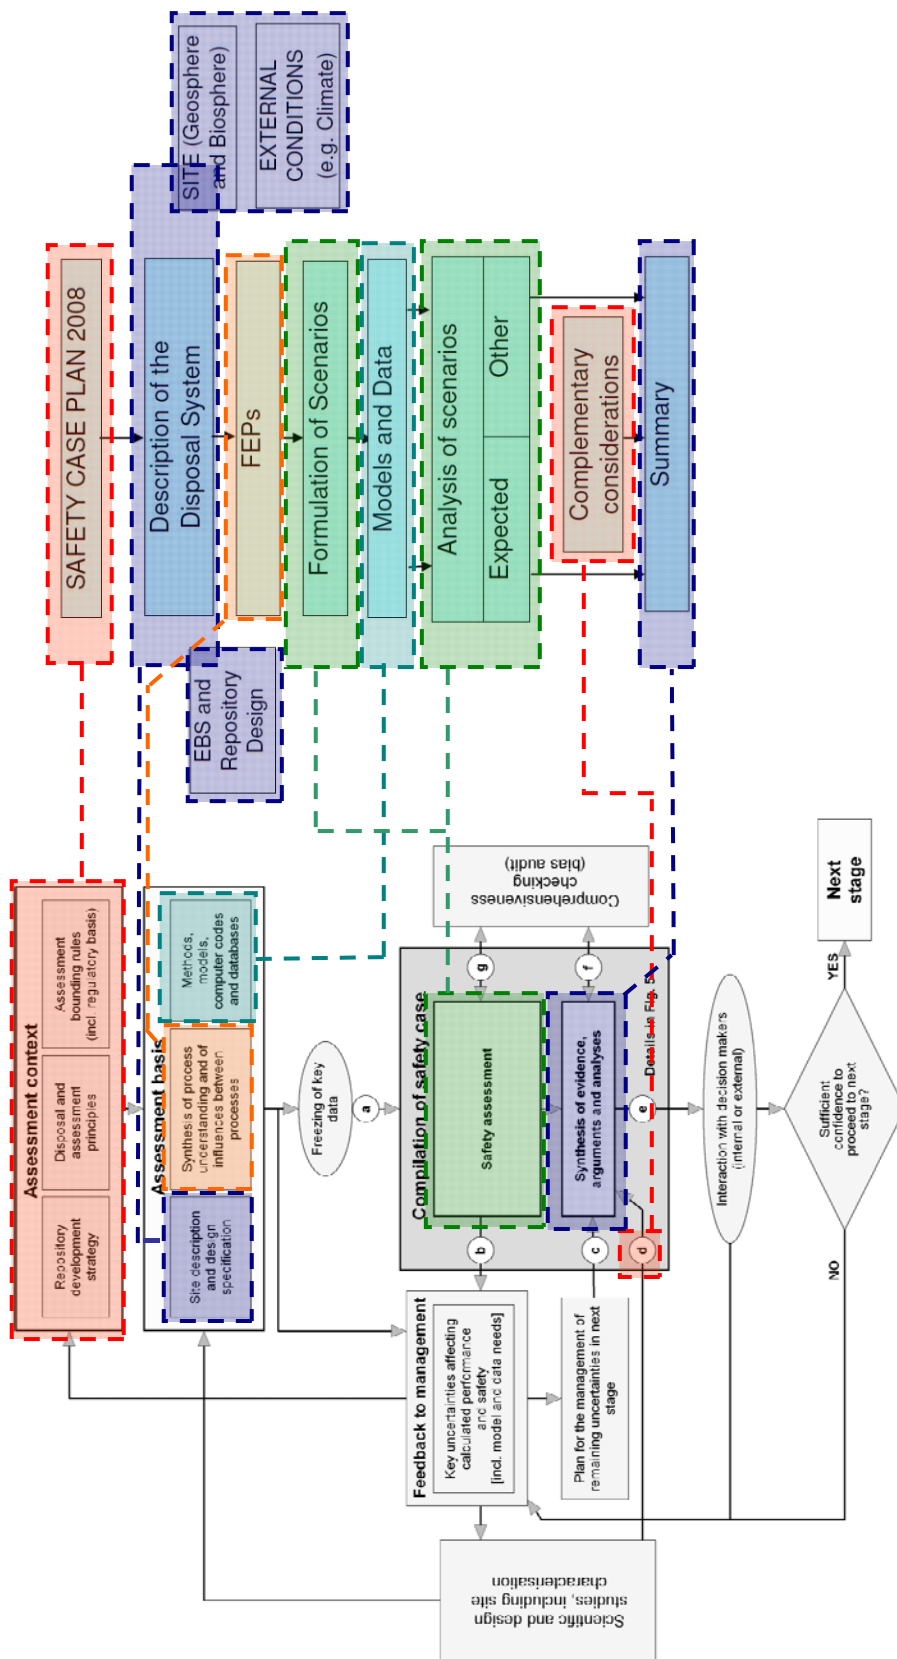 Assessment context
Repository
development
strategy
Disposal and
assessment
principles
Assessment
bounding rules
(incl. regulatory basis)
Assessment basis
Site description
and design
specification
Synthesis of process
understanding and of
influences between
processes
Methods,
models,
computer codes
and databases
Freezing of key
data
a
Compilation of safety case
Safety assessment
Synthesis of evidence,
arguments and analyses
Details in Fig. 5
b
c
d
e
f
g
Comprehensiveness
checking
(bias audit)
Feedback to management
Key uncertainties affecting
calculated performance
and safety
[incl. model and data needs]
Plan for the management of
remaining uncertainties in next
stage
Scientific and design
studies, including site
characterisation
Interaction with decision makers
(internal or external)
Sufficient
confidence to
proceed to next
stage?
NO
YES
Next
stage
SAFETY CASE PLAN 2008
Description of the
Disposal System
SITE (Geosphere
and Biosphere)
EXTERNAL
CONDITIONS
(e.g. Climate)
EBS and
Repository
Design
FEPs
Formulation of Scenarios
Models and Data
Analysis of scenarios
Expected
Other
Complementary
considerations
Summary